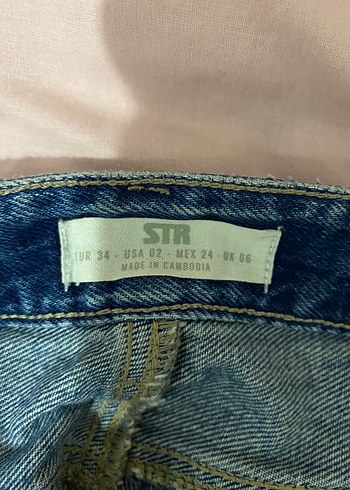 STR
EUR 34 - USA 02 - MEX 24 - UK 06
MADE IN CAMBODIA